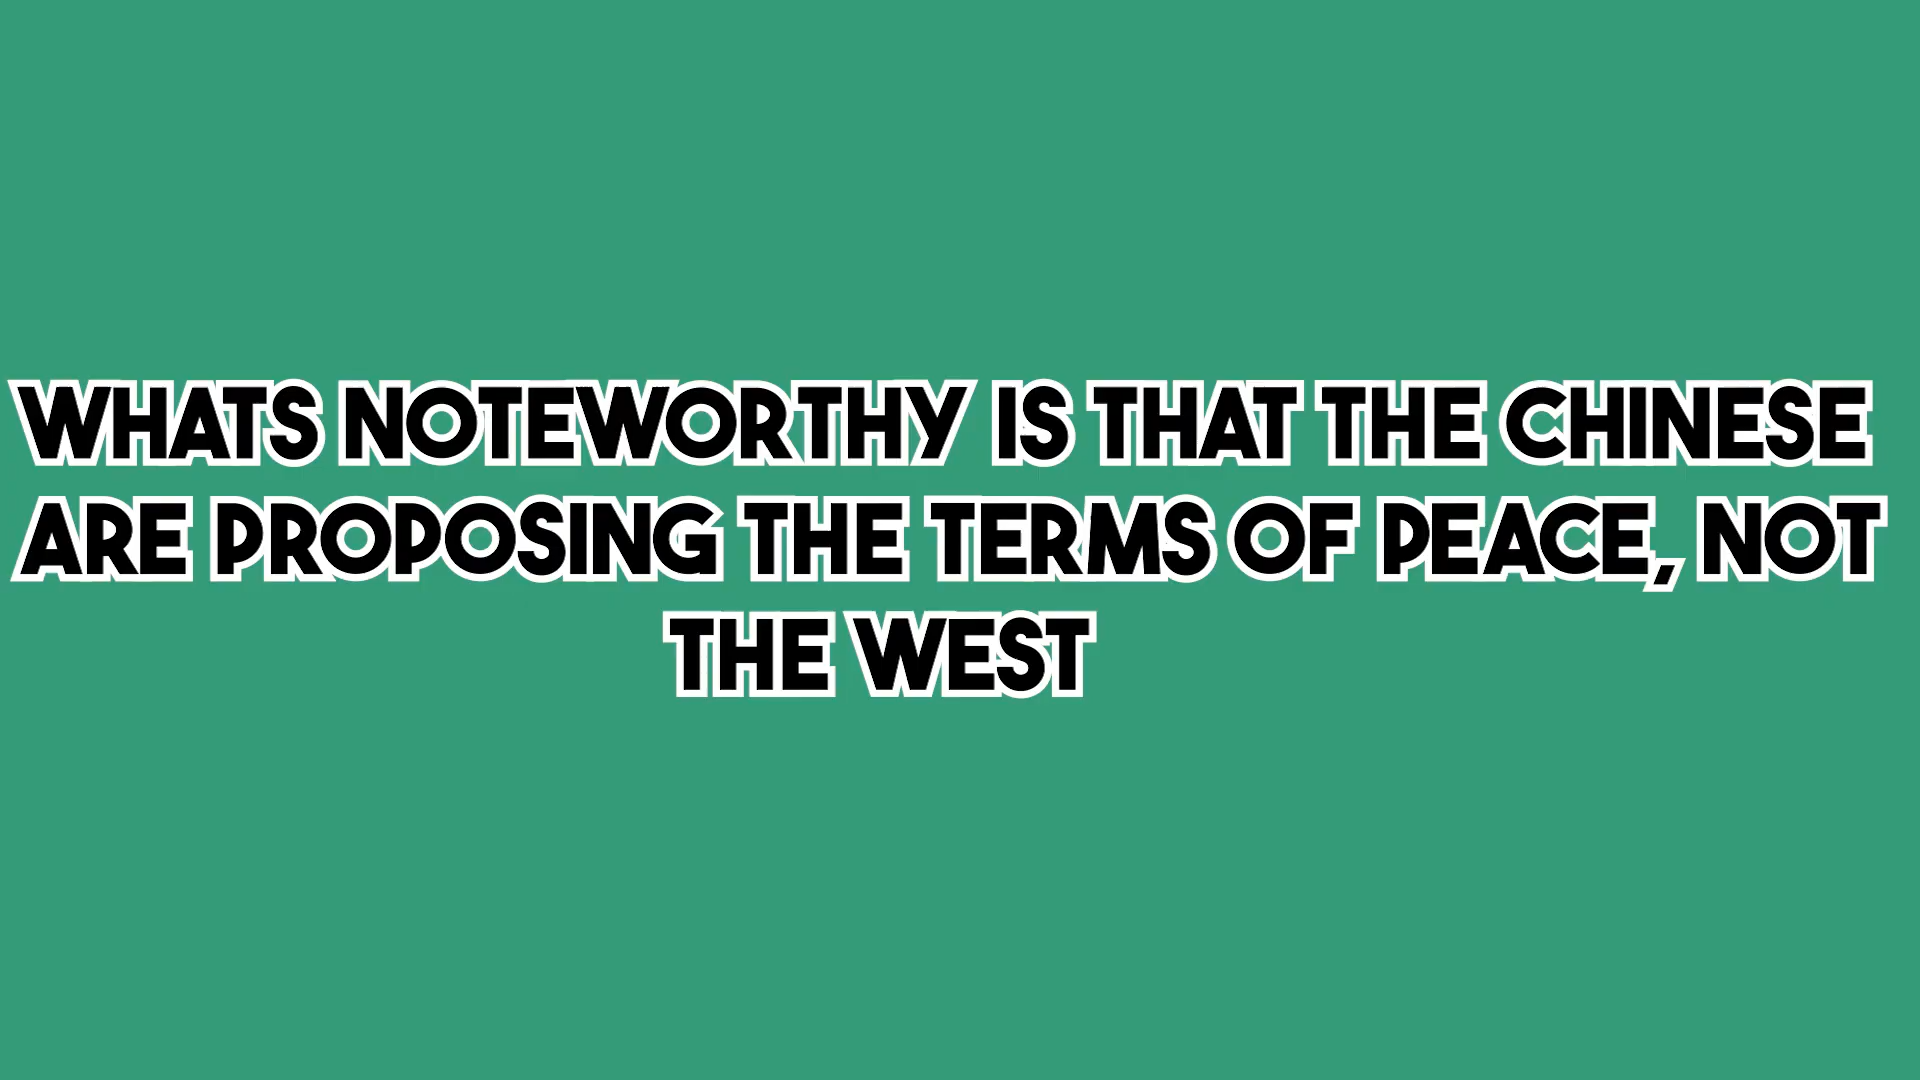 WHATS NOTEWORTHY IS THAT THE CHINESE
ARE PROPOSING THE TERMS OF PEACE, NOT
THE WEST